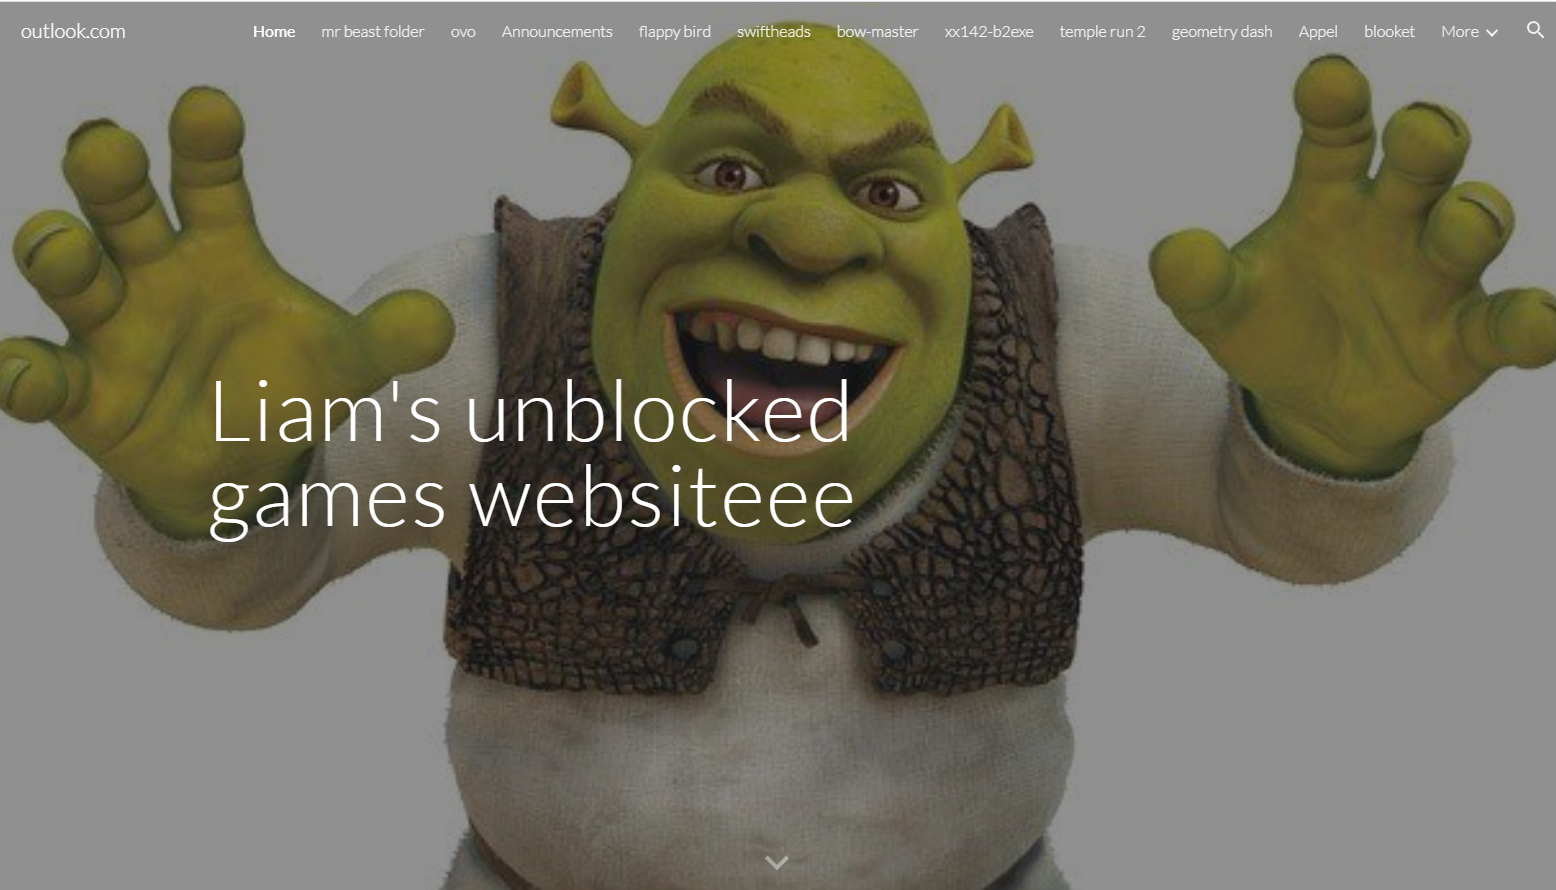 outlook.com Home mr beast folder ovo Announcements flappy bird swiftheads bow-master xx142-b2exe temple run 2 geometry dash Appel blooket More
Liam's unblocked
games websiteee